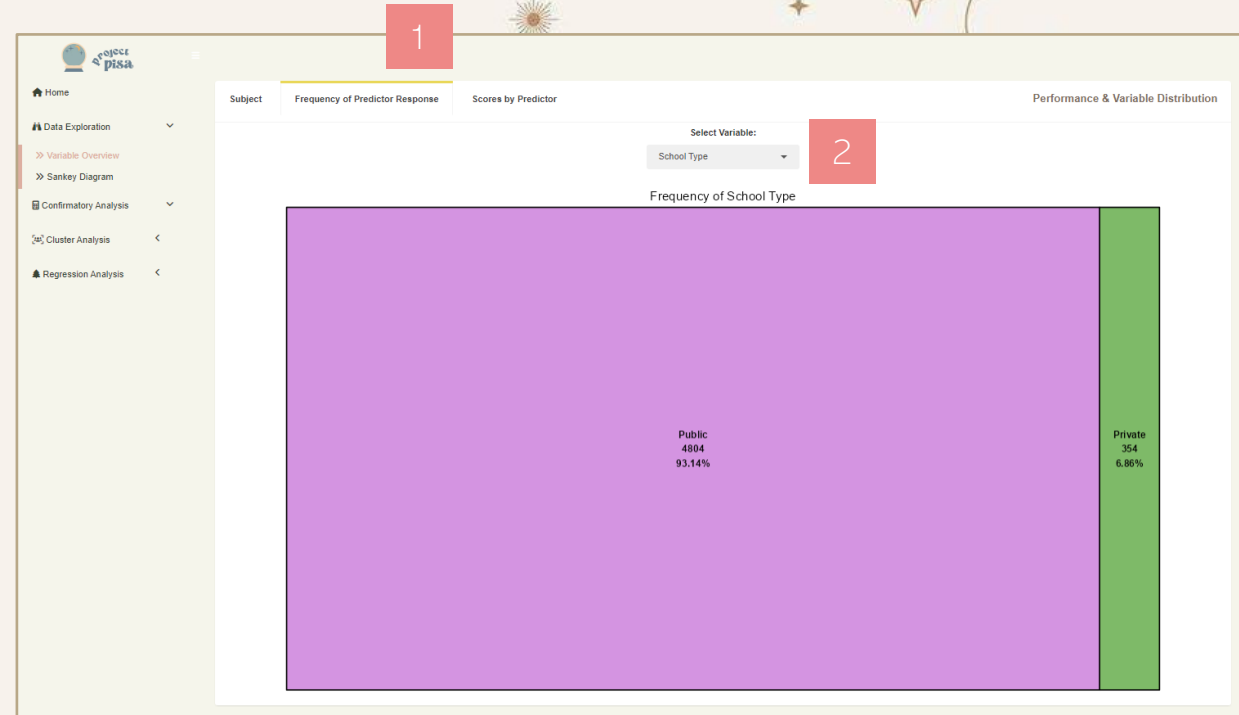 1
project
pisa
Home
Subject
Frequency of Predictor Response
Scores by Predictor
Performance & Variable Distribution
Data Exploration
Select Variable:
Variable Overview
School Type
2
Sankey Diagram
Frequency of School Type
Confirmatory Analysis
Cluster Analysis
Regression Analysis
Public
4804
93.14%
Private
354
6.86%